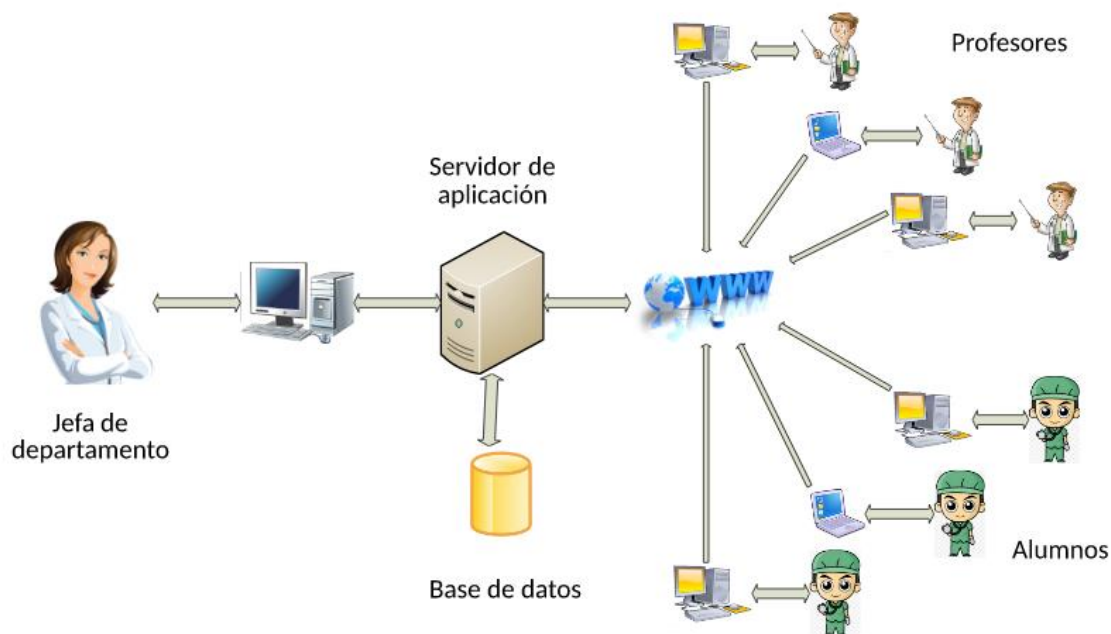 Profesores
Servidor de
aplicación
WWW
Jefa de
departamento
Alumnos
Base de datos